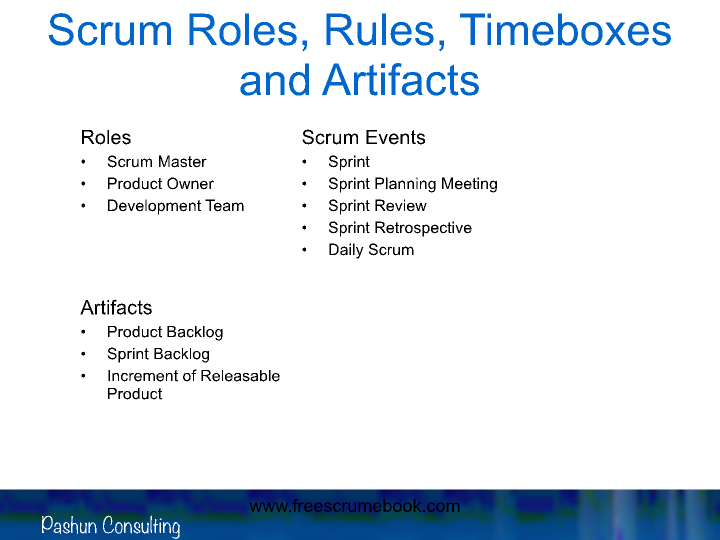 Scrum Roles, Rules, Timeboxes
and Artifacts
Roles
• Scrum Master
• Product Owner
• Development Team
Scrum Events
• Sprint
• Sprint Planning Meeting
• Sprint Review
• Sprint Retrospective
• Daily Scrum
Artifacts
• Product Backlog
• Sprint Backlog
• Increment of Releasable
Product
www.freescrumebook.com
Pashun Consulting